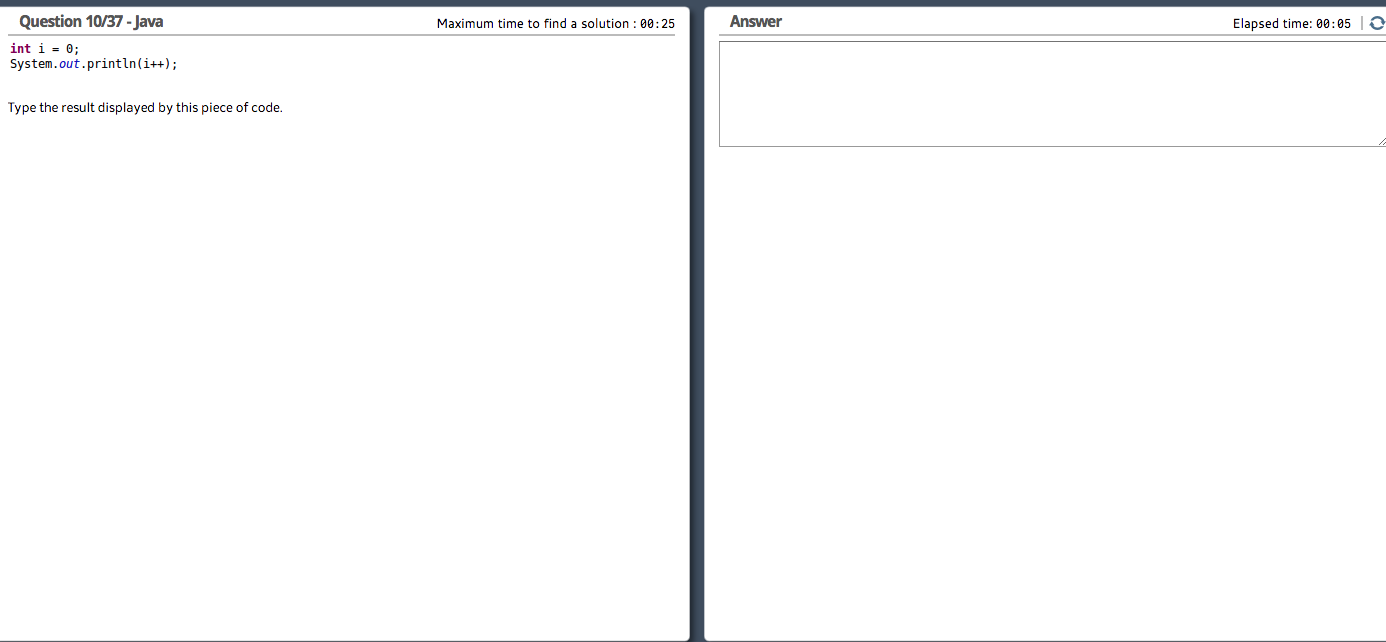 Question 10/37 - Java
Maximum time to find a solution : 00:25
int i = 0;
System.out.println(i++);
Type the result displayed by this piece of code.
Answer
Elapsed time: 00:05